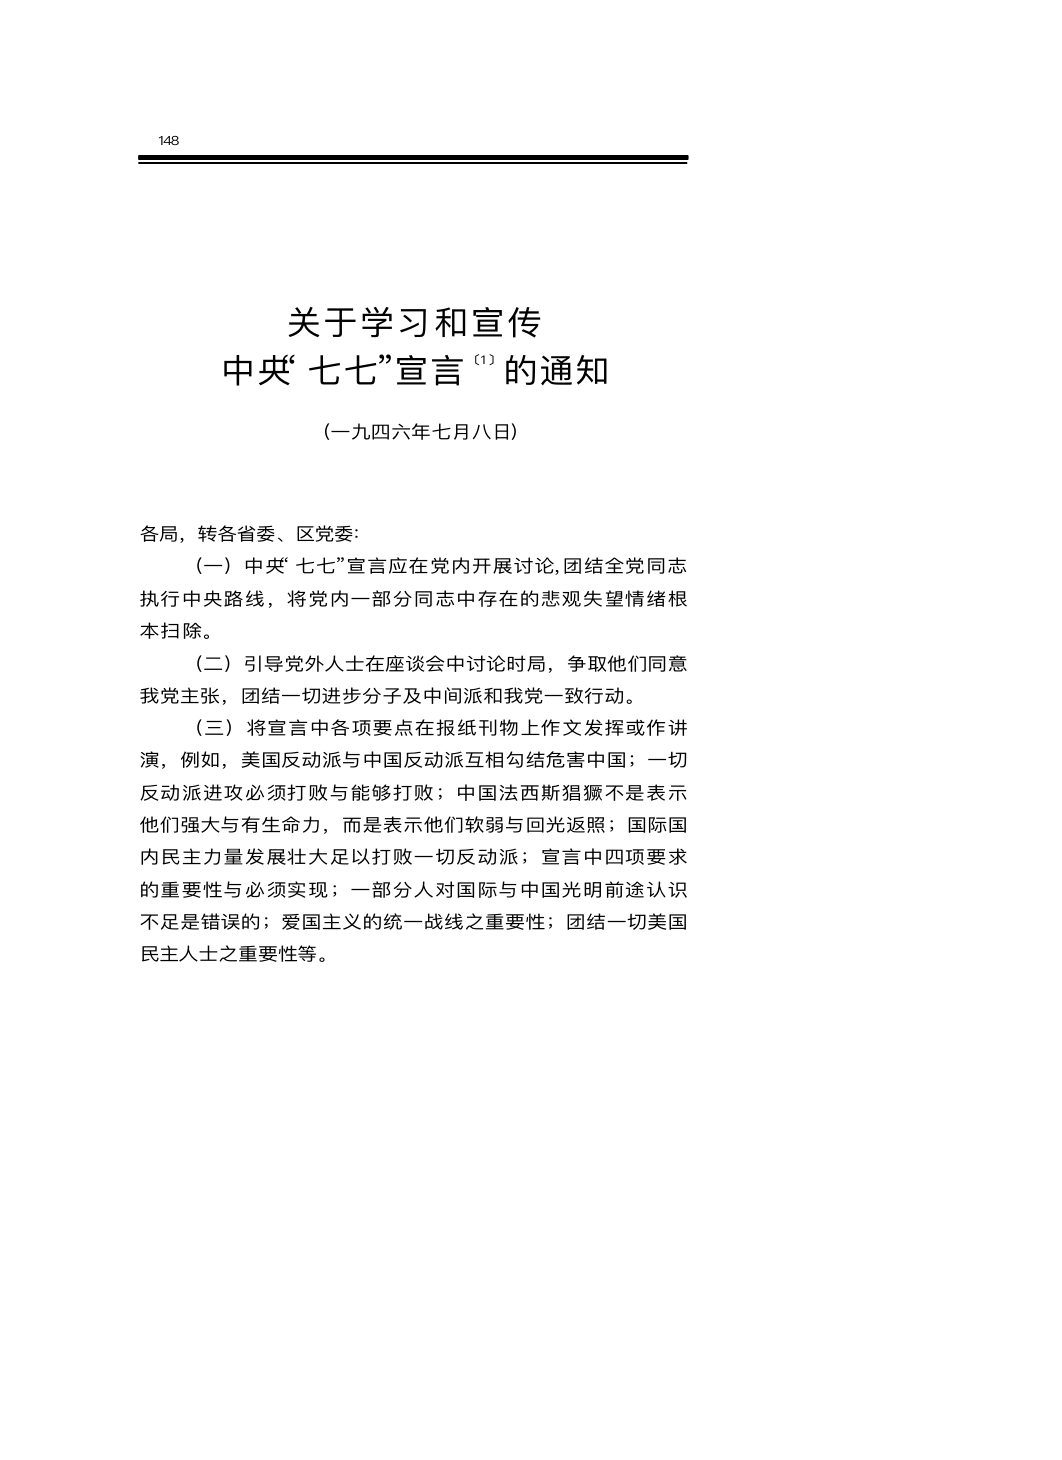 148
关于学习和宣传
中央“七七”宣言〔1〕的通知
(一九四六年七月八日)
各局，转各省委、区党委:
（一）中央“七七”宣言应在党内开展讨论,团结全党同志
执行中央路线，将党内一部分同志中存在的悲观失望情绪根
本扫除。
（二）引导党外人士在座谈会中讨论时局，争取他们同意
我党主张，团结一切进步分子及中间派和我党一致行动。
（三）将宣言中各项要点在报纸刊物上作文发挥或作讲
演，例如，美国反动派与中国反动派互相勾结危害中国；一切
反动派进攻必须打败与能够打败；中国法西斯猖獗不是表示
他们强大与有生命力，而是表示他们软弱与回光返照；国际国
内民主力量发展壮大足以打败一切反动派；宣言中四项要求
的重要性与必须实现；一部分人对国际与中国光明前途认识
不足是错误的；爱国主义的统一战线之重要性；团结一切美国
民主人士之重要性等。